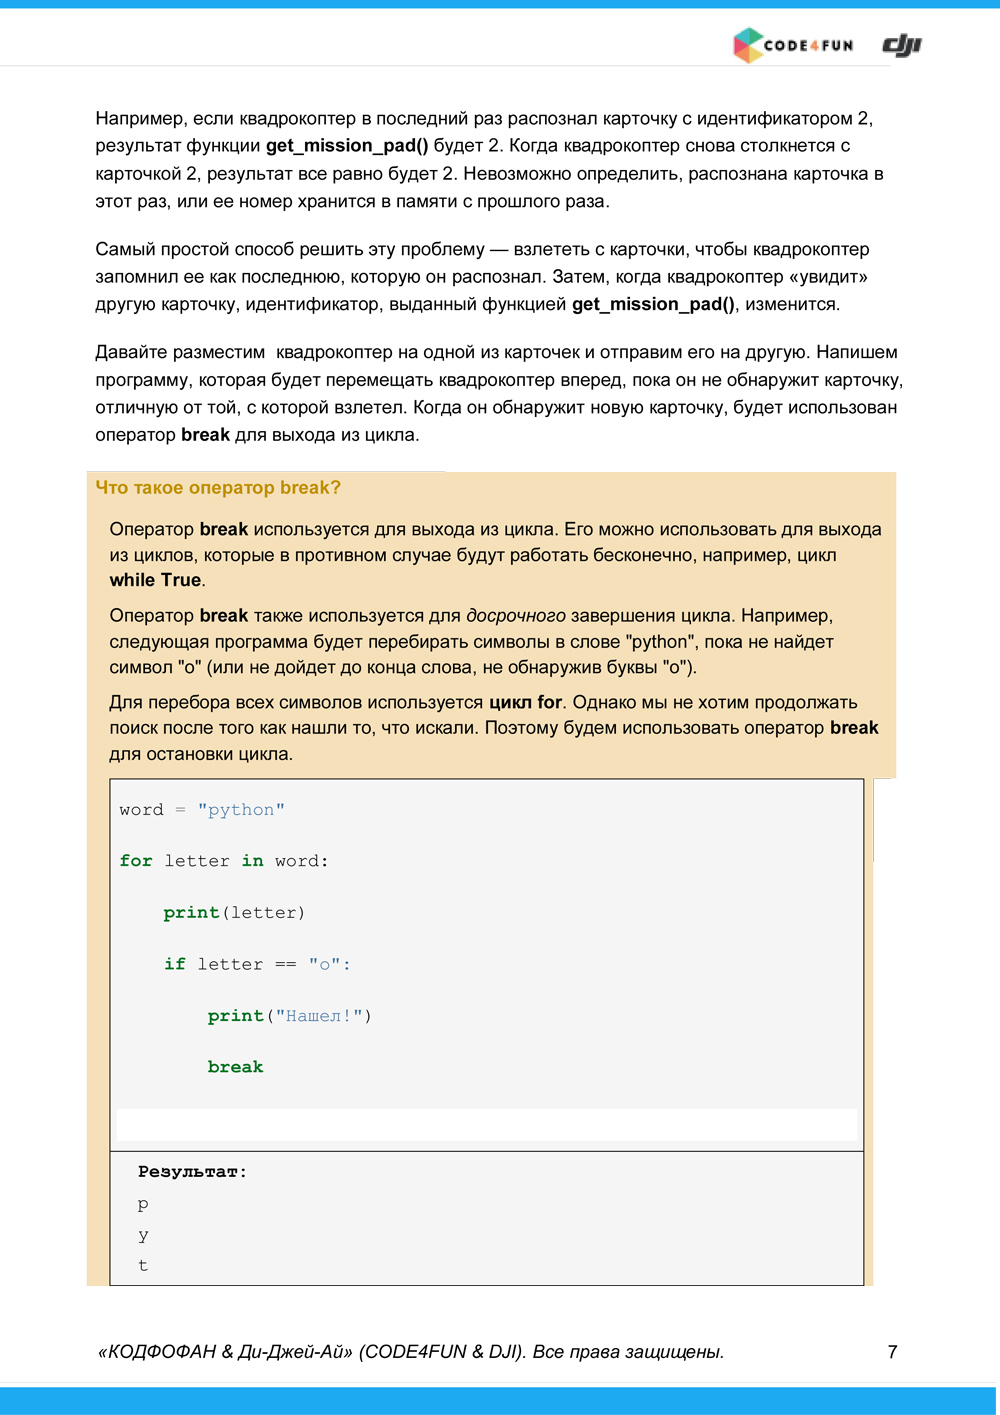 CODE4FUN dji
Например, если квадрокоптер в последний раз распознал карточку с идентификатором 2,
результат функции get_mission_pad() будет 2. Когда квадрокоптер снова столкнется с
карточкой 2, результат все равно будет 2. Невозможно определить, распознана карточка в
этот раз, или ее номер хранится в памяти с прошлого раза.
Самый простой способ решить эту проблему — взлететь с карточки, чтобы квадрокоптер
запомнил ее как последнюю, которую он распознал. Затем, когда квадрокоптер «увидит»
другую карточку, идентификатор, выданный функцией get_mission_pad(), изменится.
Давайте разместим  квадрокоптер на одной из карточек и отправим его на другую. Напишем
программу, которая будет перемещать квадрокоптер вперед, пока он не обнаружит карточку,
отличную от той, с которой взлетел. Когда он обнаружит новую карточку, будет использован
оператор break для выхода из цикла.
Что такое оператор break?
Оператор break используется для выхода из цикла. Его можно использовать для выхода
из циклов, которые в противном случае будут работать бесконечно, например, цикл
while True.
Оператор break также используется для досрочного завершения цикла. Например,
следующая программа будет перебирать символы в слове "python", пока не найдет
символ "o" (или не дойдет до конца слова, не обнаружив буквы "o").
Для перебора всех символов используется цикл for. Однако мы не хотим продолжать
поиск после того как нашли то, что искали. Поэтому будем использовать оператор break
для остановки цикла.
word = "python"
for letter in word:
    print(letter)
    if letter == "o":
        print("Нашел!")
        break
Результат:
p
y
t
«КОДФОФАН & Ди-Джей-Ай» (CODE4FUN & DJI). Все права защищены. 7